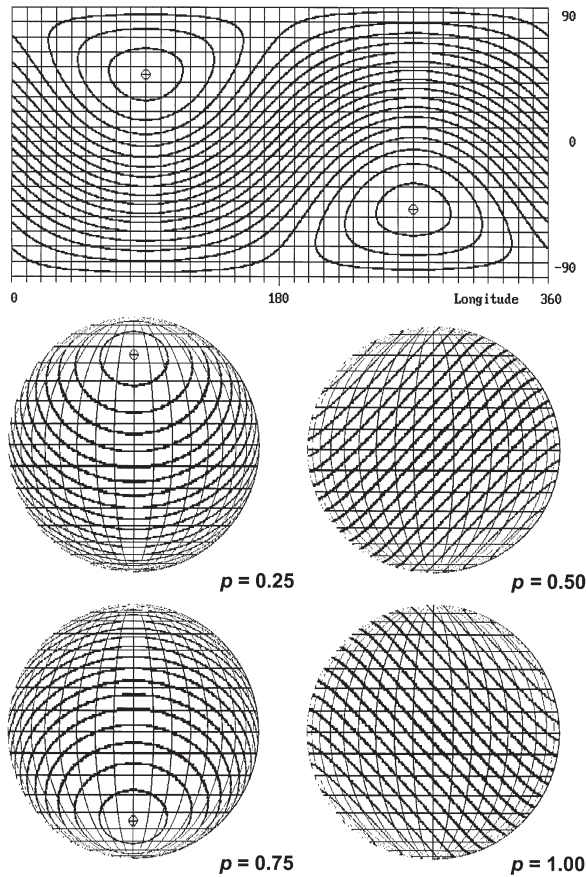 90
0
-90
0 180 Longitude 360
p = 0.25 p = 0.50
p = 0.75 p = 1.00